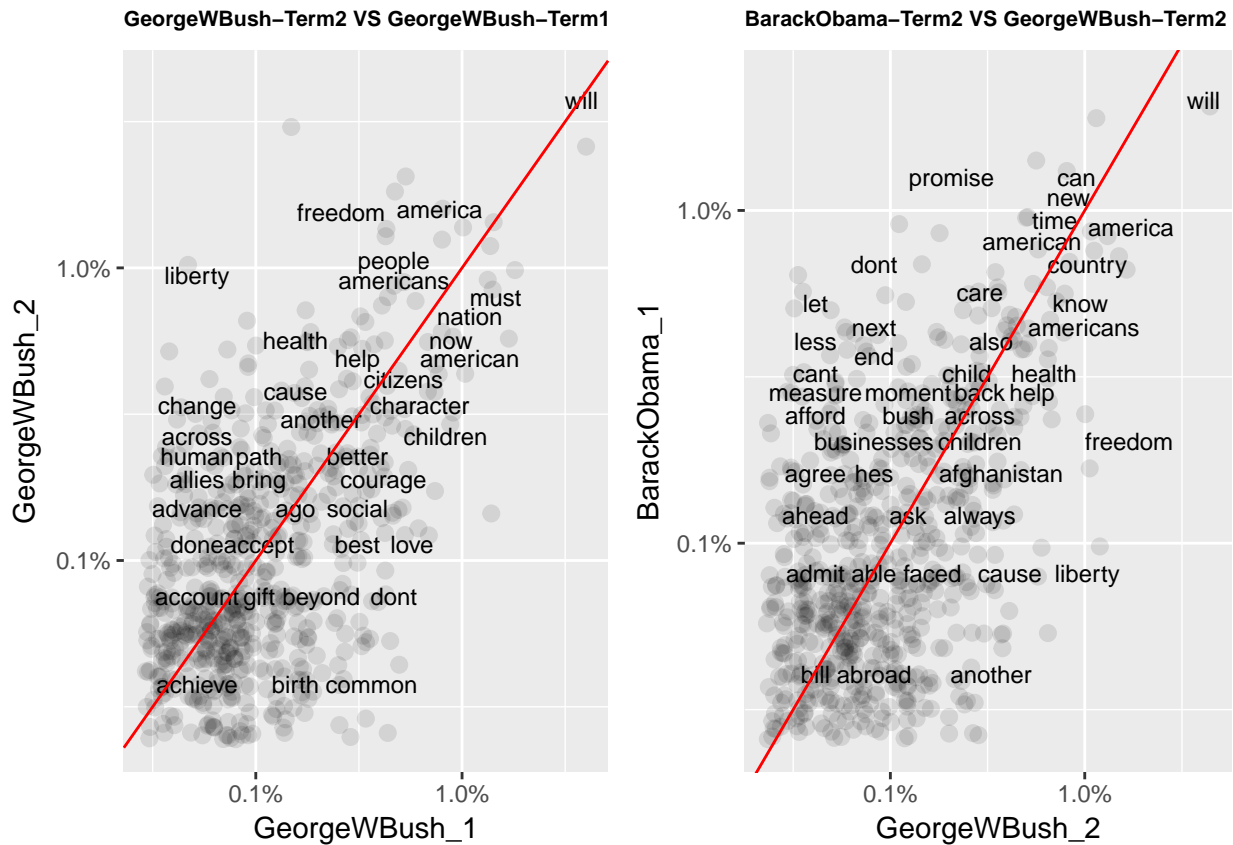 GeorgeWBush−Term2 VS GeorgeWBush−Term1
will
freedom
america
people
liberty
americans
must
nation
health
now
help
american
citizens
cause
change
character
another
across
children
human
path
better
allies
bring
courage
advance
ago
social
done
accept
best
love
account
gift
beyond
dont
achieve
birth
common
1.0%
0.1%
GeorgeWBush_2
0.1%
1.0%
GeorgeWBush_1
BarackObama−Term2 VS GeorgeWBush−Term2
will
promise
can
new
time
america
american
dont
country
care
let
know
next
americans
less
also
end
cant
child
health
measure
moment
back
help
afford
bush
across
businesses
children
freedom
agree
hes
afghanistan
ahead
ask
always
admit
able
faced
cause
liberty
bill
abroad
another
1.0%
0.1%
BarackObama_1
0.1%
1.0%
GeorgeWBush_2